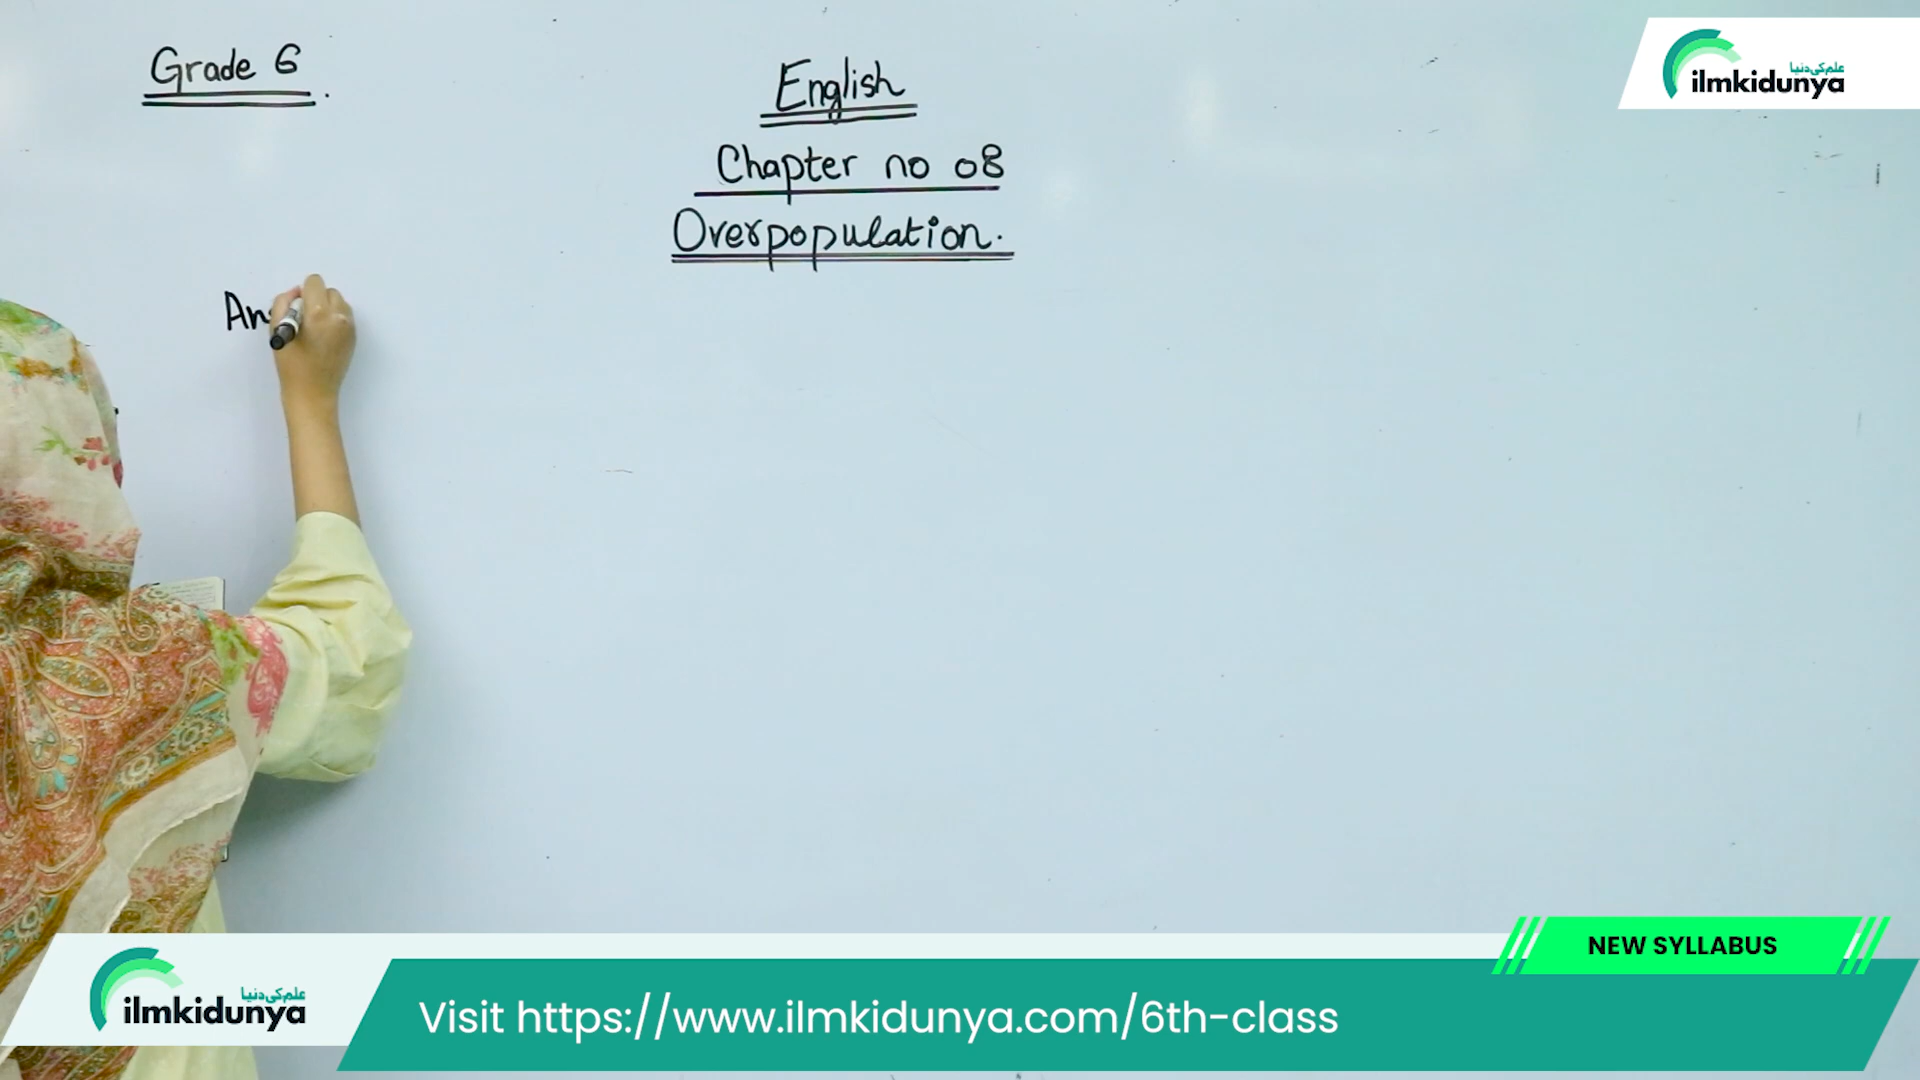 Grade 6.
English
Chapter no 08
Overpopulation.
An
علم کی دنیا
ilmkidunya
NEW SYLLABUS
علم کی دنیا
ilmkidunya
Visit https://www.ilmkidunya.com/6th-class